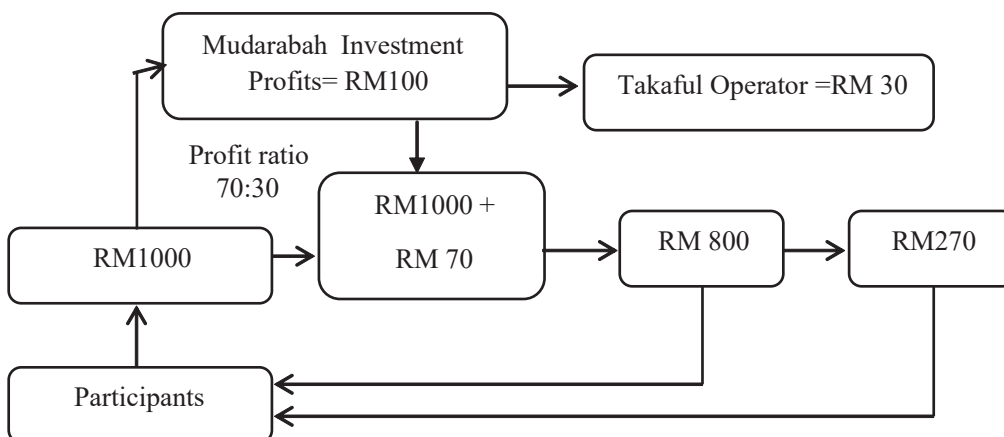 Mudarabah Investment
Profits= RM100
Takaful Operator =RM 30
Profit ratio
70:30
RM1000 +
RM 70
RM1000
RM 800
RM270
Participants